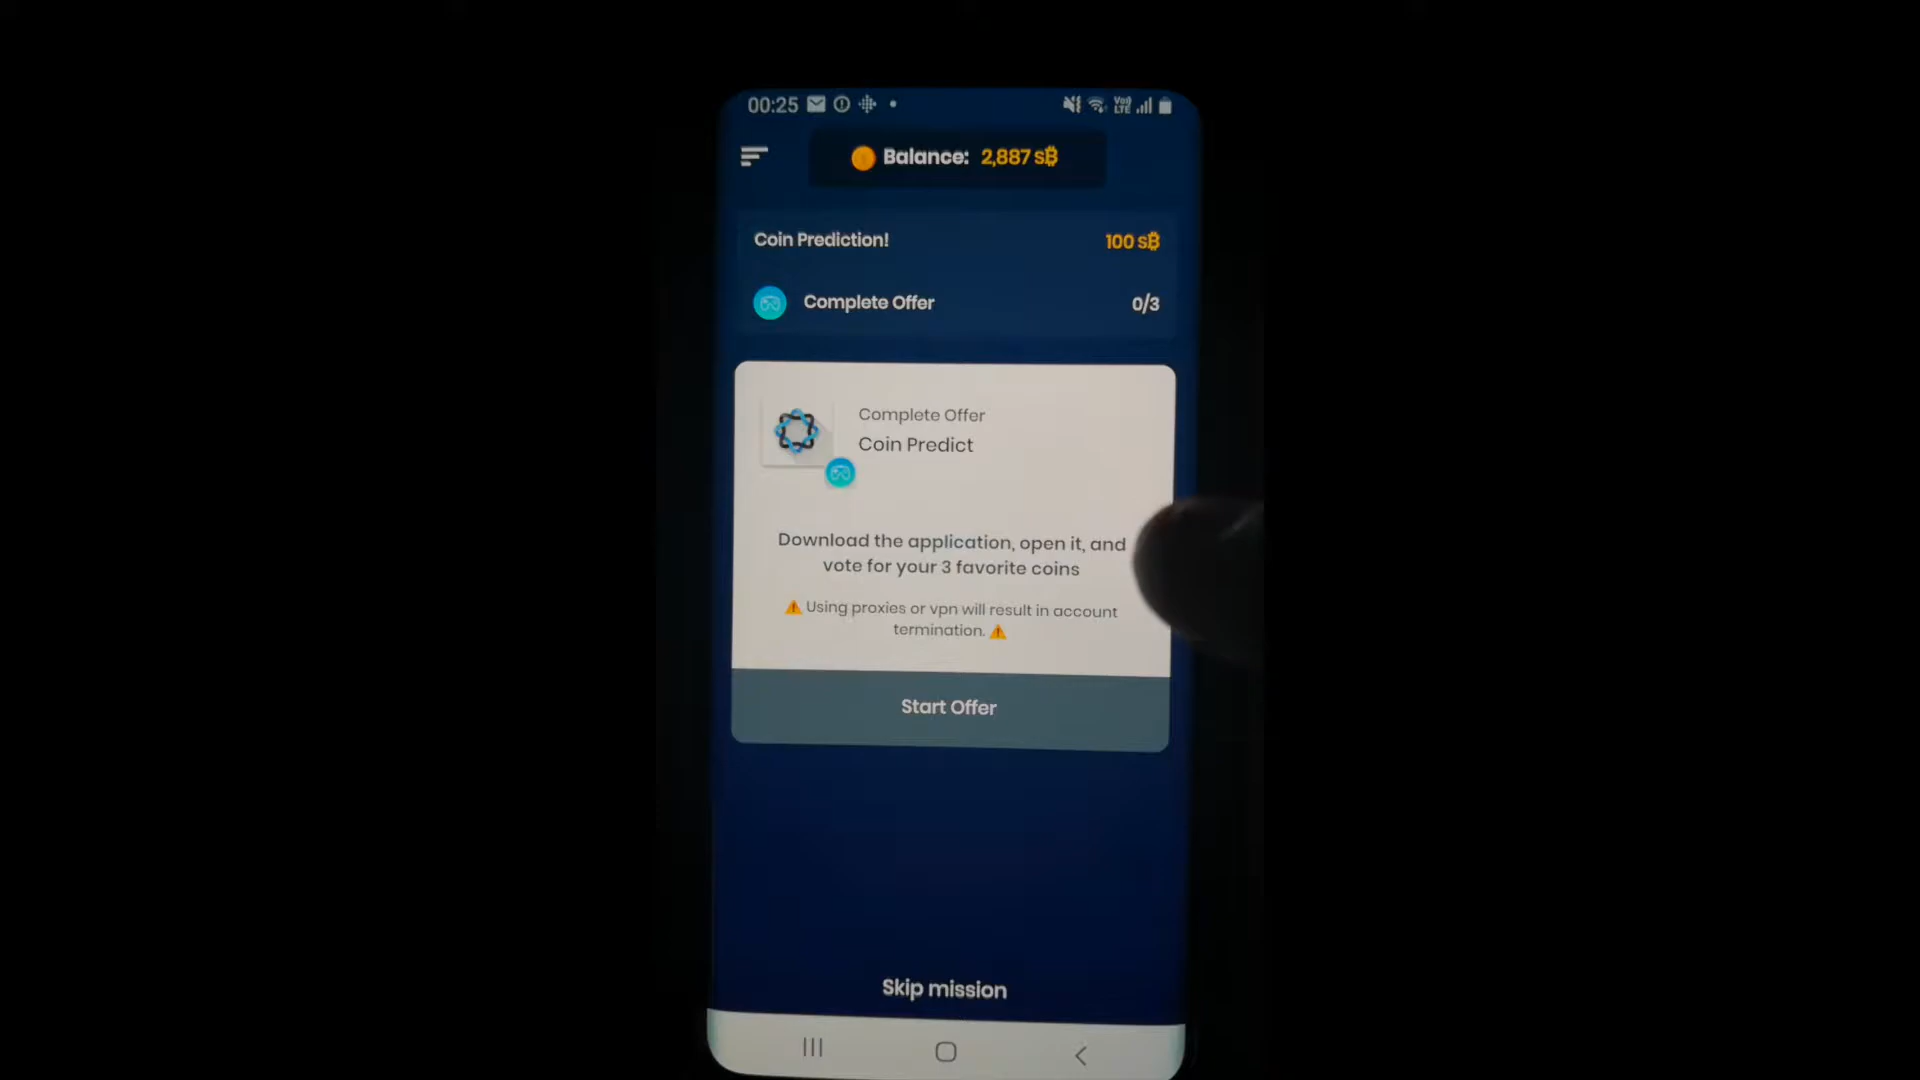 00:25
Balance: 2,887 s₿
Coin Prediction!
100 s₿
Complete Offer
0/3
Complete Offer
Coin Predict
Download the application, open it, and
vote for your 3 favorite coins
⚠ Using proxies or vpn will result in account
termination. ⚠
Start Offer
Skip mission